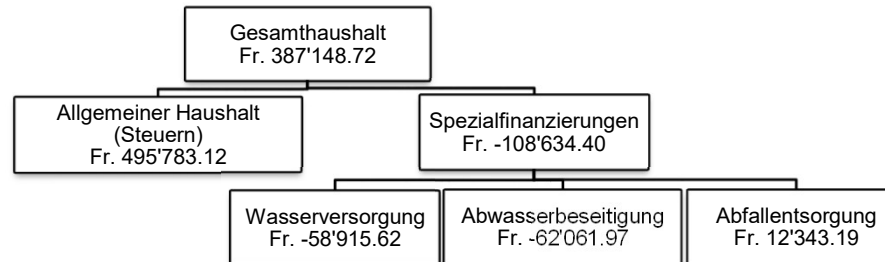 Gesamthaushalt
Fr. 387'148.72
Allgemeiner Haushalt
(Steuern)
Fr. 495'783.12
Spezialfinanzierungen
Fr. -108'634.40
Wasserversorgung
Fr. -58'915.62
Abwasserbeseitigung
Fr. -62'061.97
Abfallentsorgung
Fr. 12'343.19